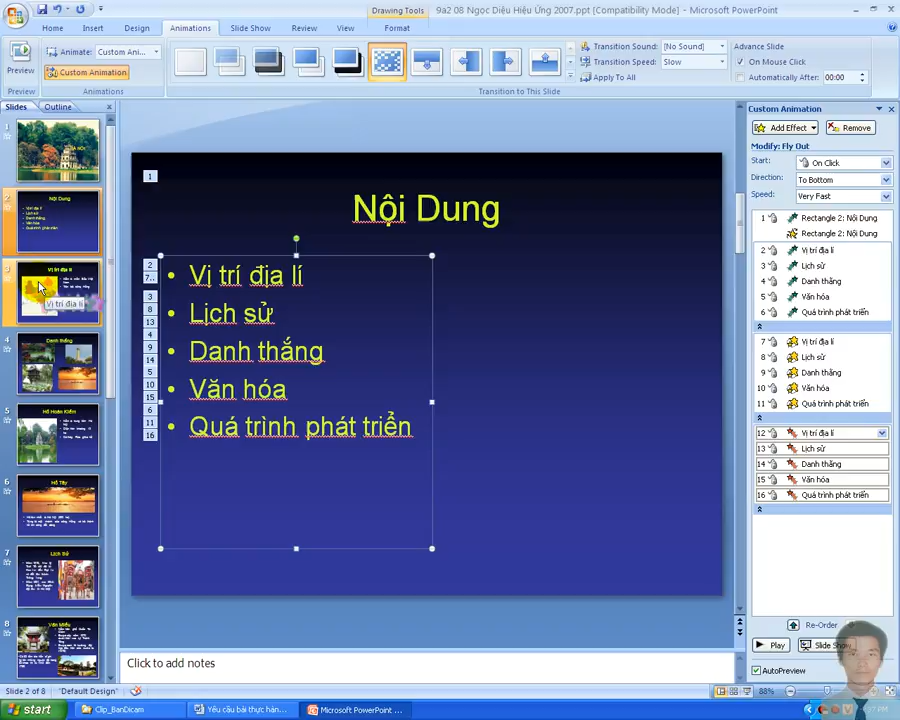 9a2 08 Ngọc Diệu Hiệu Ứng 2007.ppt [Compatibility Mode] - Microsoft PowerPoint
Drawing Tools
Home Insert Design Animations Slide Show Review View Format
Preview
Animate: Custom Ani...
Custom Animation
Preview
Animations
Transition Sound: [No Sound]
Transition Speed: Slow
Apply To All
Transition to This Slide
Advance Slide
On Mouse Click
Automatically After: 00:00
Slides Outline
1
2
Nội Dung
3
Vị trí địa lí
4
Danh thắng
5
Hồ Hoàn Kiếm
6
Hồ Tây
7
Lịch Sử
8
Văn Miếu
1
Nội Dung
2
7..
3
8
13
4
9
14
5
10
15
6
11
16
• Vị trí địa lí
• Lịch sử
• Danh thắng
• Văn hóa
• Quá trình phát triển
Click to add notes
Custom Animation
Add Effect Remove
Modify: Fly Out
Start: On Click
Direction: To Bottom
Speed: Very Fast
1 Rectangle 2: Nội Dung
Rectangle 2: Nội Dung
2 Vị trí địa lí
3 Lịch sử
4 Danh thắng
5 Văn hóa
6 Quá trình phát triển
7 Vị trí địa lí
8 Lịch sử
9 Danh thắng
10 Văn hóa
11 Quá trình phát triển
12 Vị trí địa lí
13 Lịch sử
14 Danh thắng
15 Văn hóa
16 Quá trình phát triển
Re-Order
Play Slide Show
AutoPreview
Slide 2 of 8 "Default Design" 88%
start Clip_BanDicam Yêu cầu bài thực hàn... Microsoft PowerPoint ...